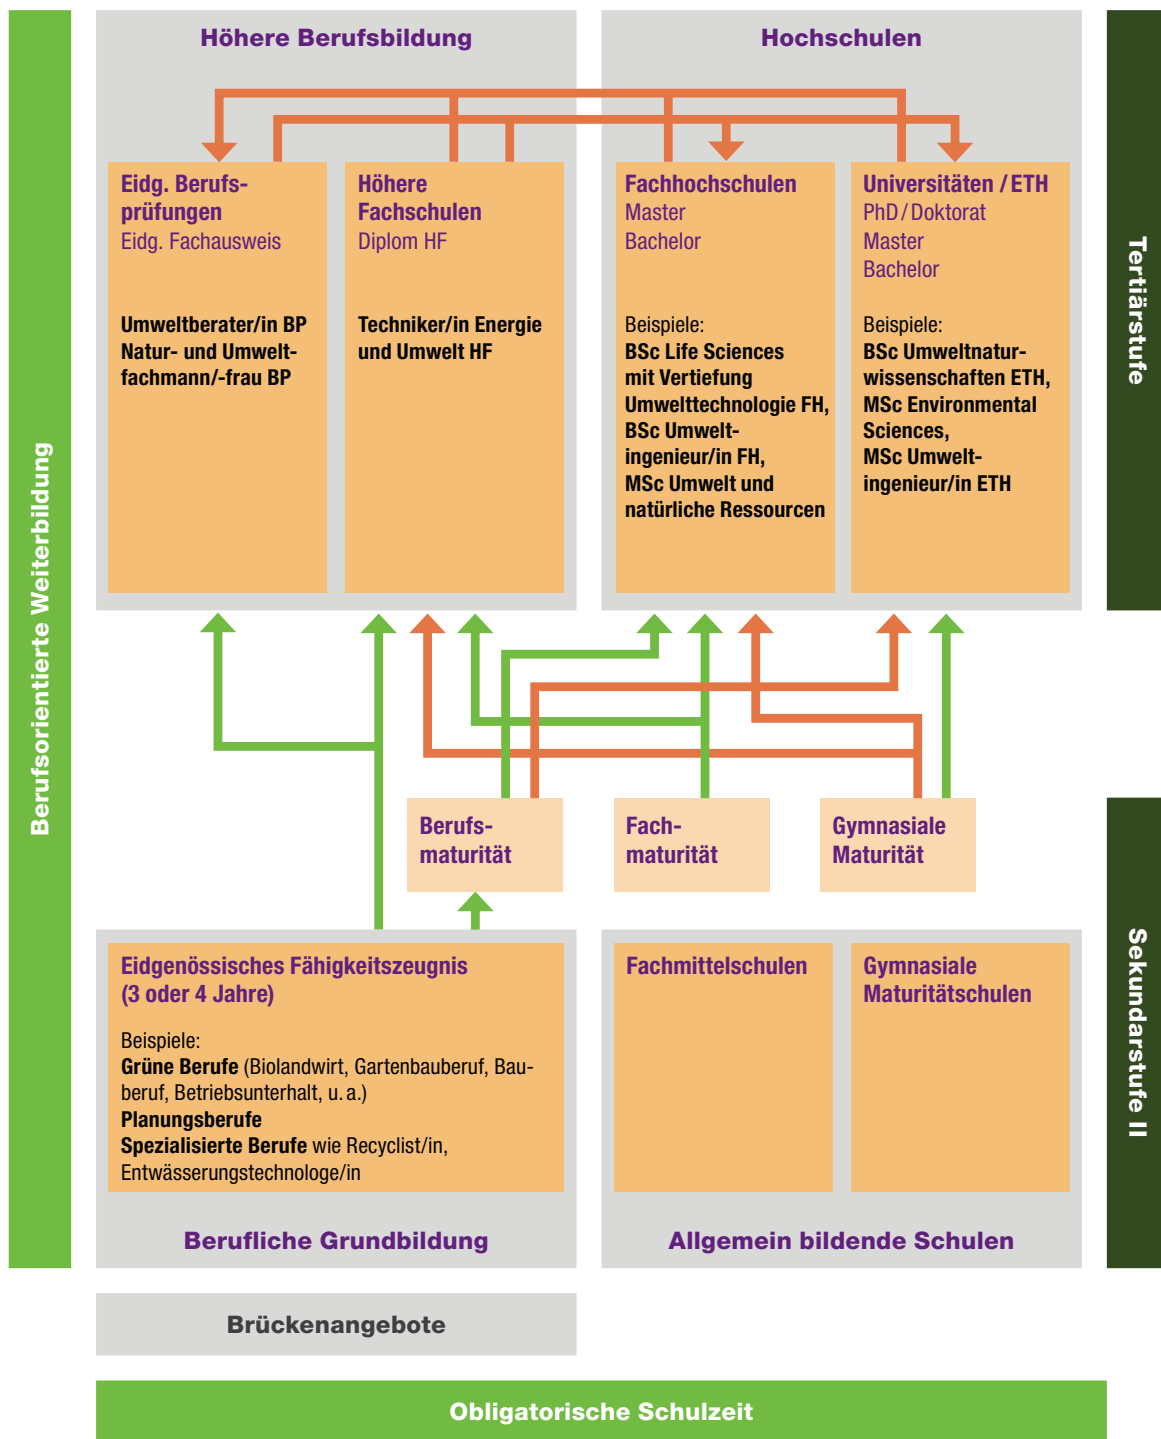 Höhere Berufsbildung
Hochschulen
Eidg. Berufs-
prüfungen
Eidg. Fachausweis
Umweltberater/in BP
Natur- und Umwelt-
fachmann/-frau BP
Höhere
Fachschulen
Diplom HF
Techniker/in Energie
und Umwelt HF
Fachhochschulen
Master
Bachelor
Beispiele:
BSc Life Sciences
mit Vertiefung
Umwelttechnologie FH,
BSc Umwelt-
ingenieur/in FH,
MSc Umwelt und
natürliche Ressourcen
Universitäten / ETH
PhD / Doktorat
Master
Bachelor
Beispiele:
BSc Umweltnatur-
wissenschaften ETH,
MSc Environmental
Sciences,
MSc Umwelt-
ingenieur/in ETH
Tertiärstufe
Berufsorientierte Weiterbildung
Berufs-
maturität
Fach-
maturität
Gymnasiale
Maturität
Eidgenössisches Fähigkeitszeugnis
(3 oder 4 Jahre)
Beispiele:
Grüne Berufe (Biolandwirt, Gartenbauberuf, Bau-
beruf, Betriebsunterhalt, u. a.)
Planungsberufe
Spezialisierte Berufe wie Recyclist/in,
Entwässerungstechnologe/in
Berufliche Grundbildung
Fachmittelschulen
Gymnasiale
Maturitätschulen
Allgemein bildende Schulen
Sekundarstufe II
Brückenangebote
Obligatorische Schulzeit